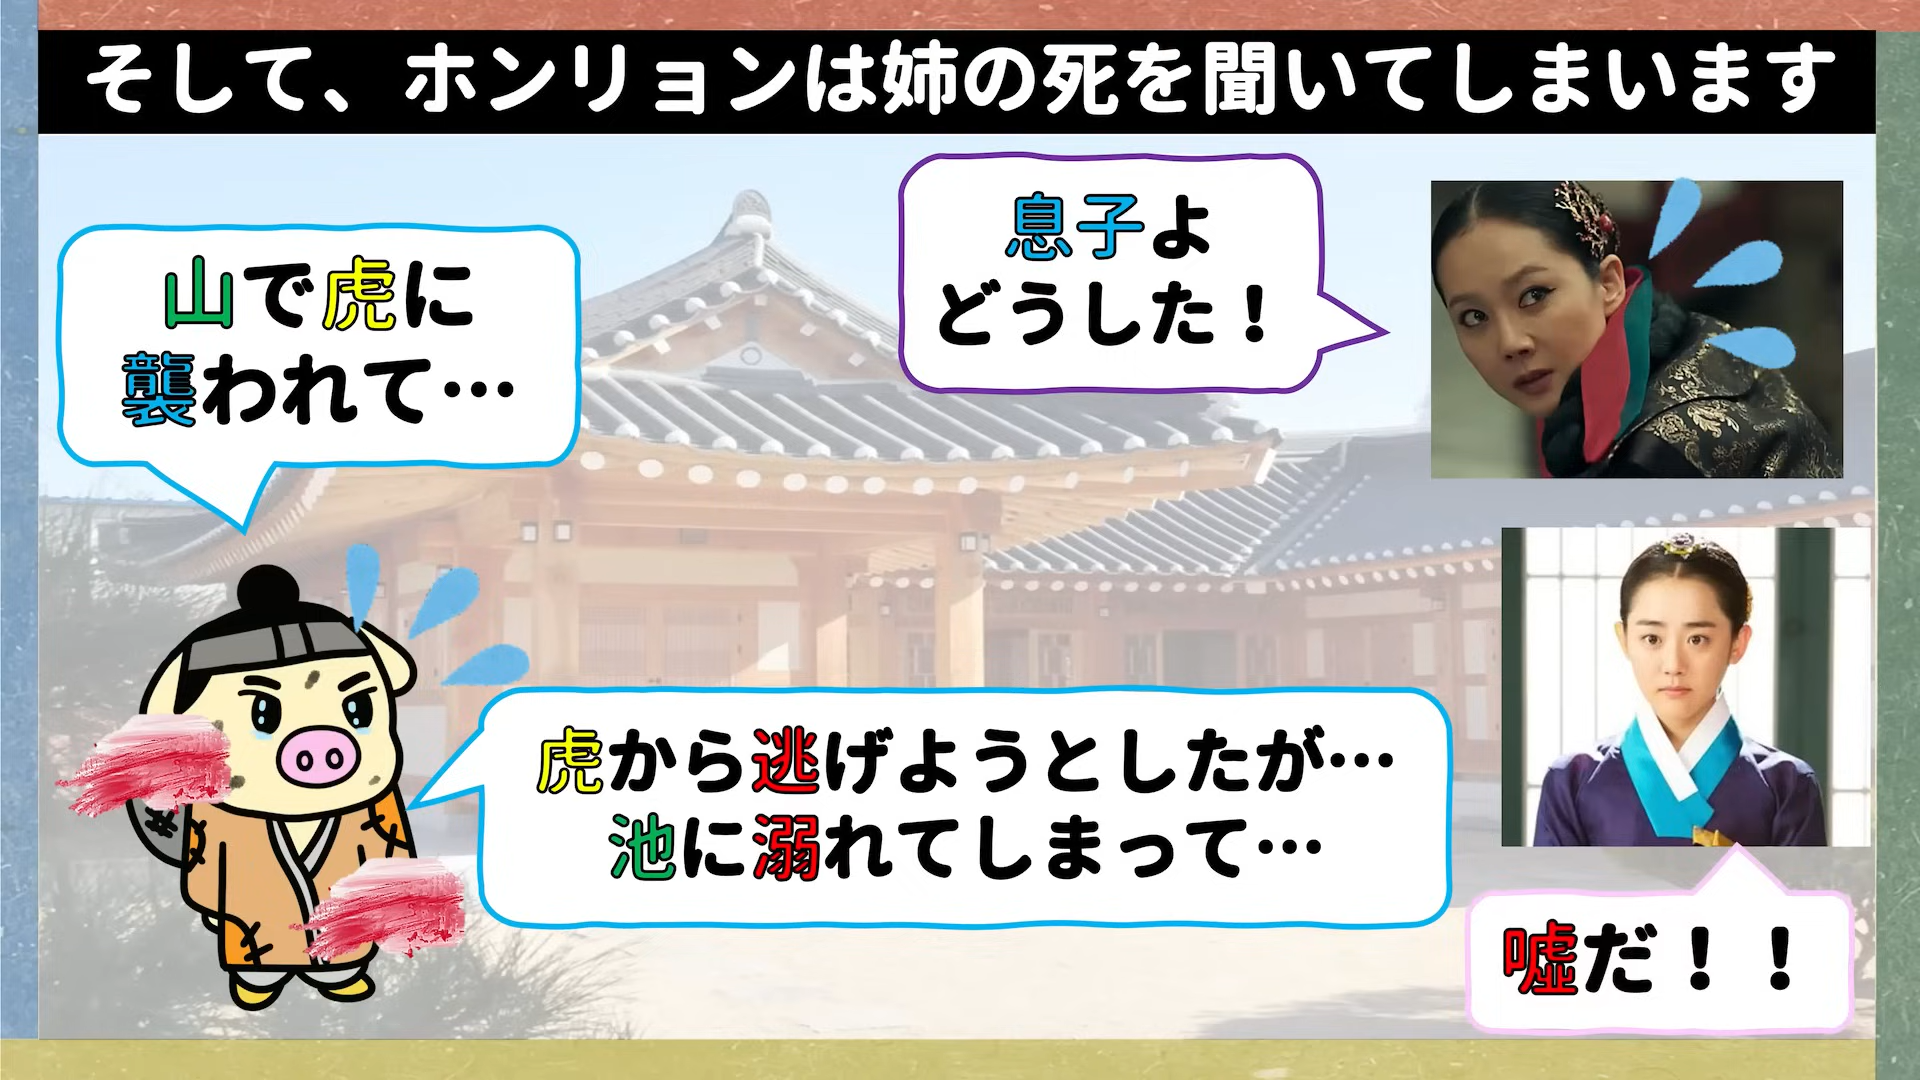 そして、ホンリョンは姉の死を聞いてしまいます
息子よ
どうした！
山で虎に
襲われて…
虎から逃げようとしたが…
池に溺れてしまって…
嘘だ！！